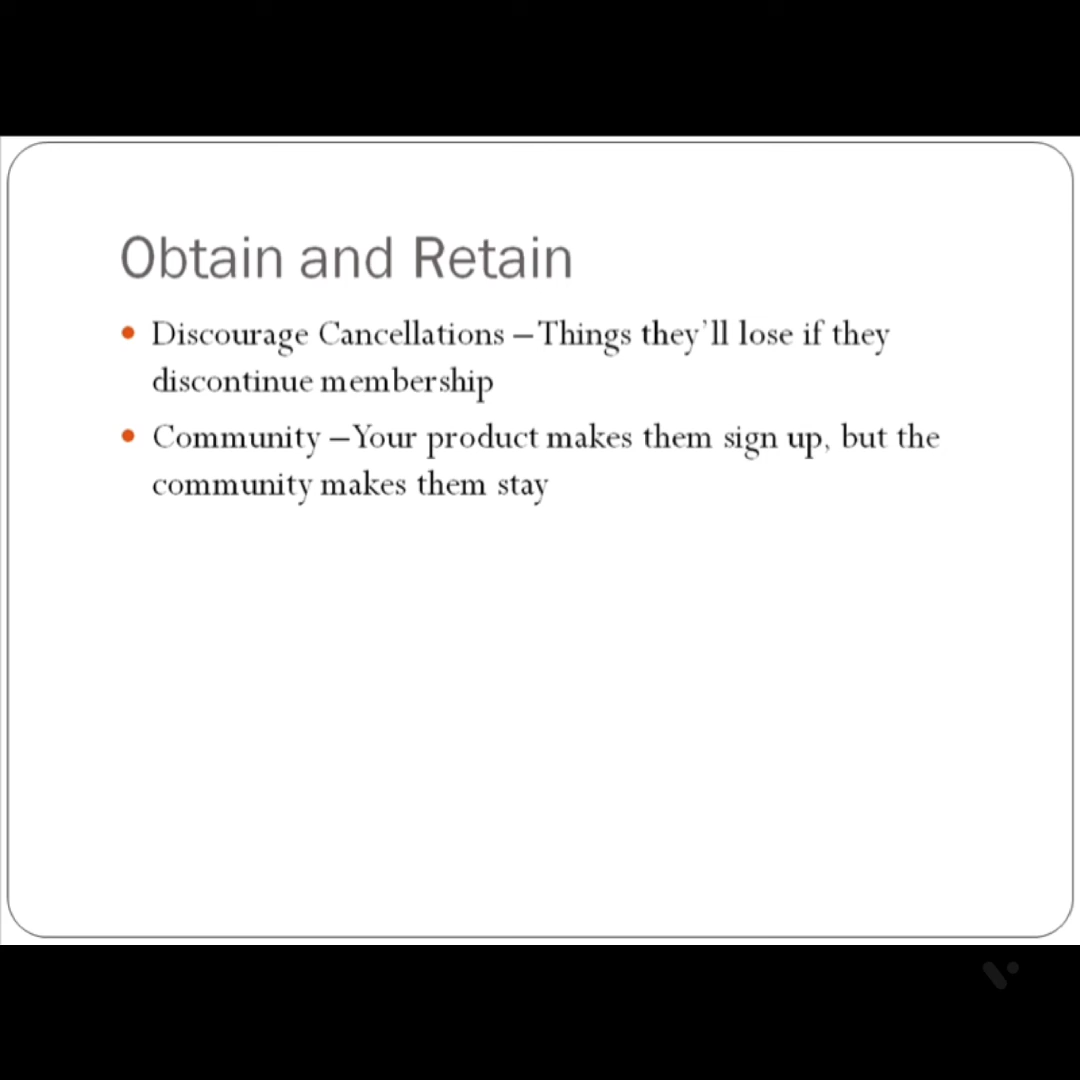 Obtain and Retain
• Discourage Cancellations – Things they'll lose if they
discontinue membership
• Community – Your product makes them sign up, but the
community makes them stay